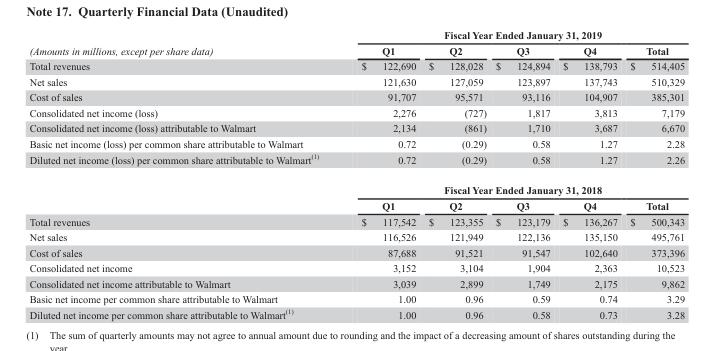 Note 17. Quarterly Financial Data (Unaudited)
Fiscal Year Ended January 31, 2019
(Amounts in millions, except per share data) Q1 Q2 Q3 Q4 Total
Total revenues $ 122,690 $ 128,028 $ 124,894 $ 138,793 $ 514,405
Net sales 121,630 127,059 123,897 137,743 510,329
Cost of sales 91,707 95,571 93,116 104,907 385,301
Consolidated net income (loss) 2,276 (727) 1,817 3,813 7,179
Consolidated net income (loss) attributable to Walmart 2,134 (861) 1,710 3,687 6,670
Basic net income (loss) per common share attributable to Walmart 0.72 (0.29) 0.58 1.27 2.28
Diluted net income (loss) per common share attributable to Walmart(1) 0.72 (0.29) 0.58 1.27 2.26
Fiscal Year Ended January 31, 2018
Q1 Q2 Q3 Q4 Total
Total revenues $ 117,542 $ 123,355 $ 123,179 $ 136,267 $ 500,343
Net sales 116,526 121,949 122,136 135,150 495,761
Cost of sales 87,688 91,521 91,547 102,640 373,396
Consolidated net income 3,152 3,104 1,904 2,363 10,523
Consolidated net income attributable to Walmart 3,039 2,899 1,749 2,175 9,862
Basic net income per common share attributable to Walmart 1.00 0.96 0.59 0.74 3.29
Diluted net income per common share attributable to Walmart(1) 1.00 0.96 0.58 0.73 3.28
(1) The sum of quarterly amounts may not agree to annual amount due to rounding and the impact of a decreasing amount of shares outstanding during the
year.